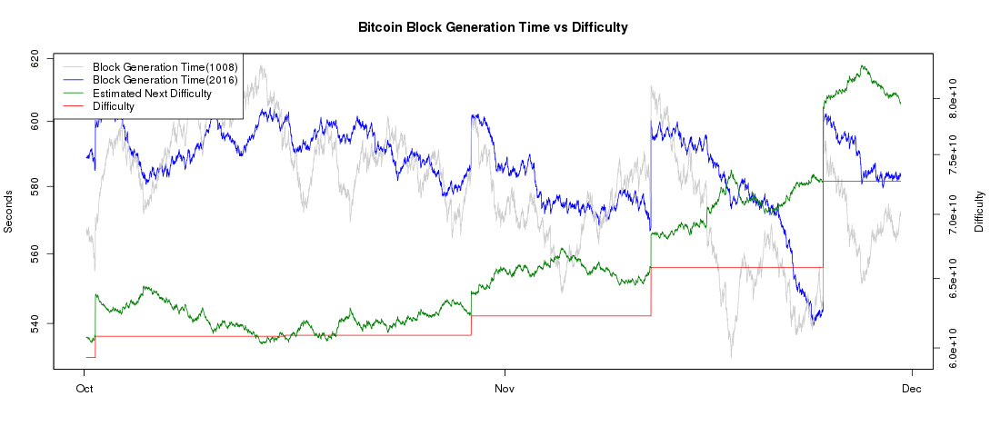 Bitcoin Block Generation Time vs Difficulty
Block Generation Time(1008)
Block Generation Time(2016)
Estimated Next Difficulty
Difficulty
Seconds
620
600
580
560
540
8.0e+10
7.5e+10
7.0e+10
6.5e+10
6.0e+10
Difficulty
Oct
Nov
Dec